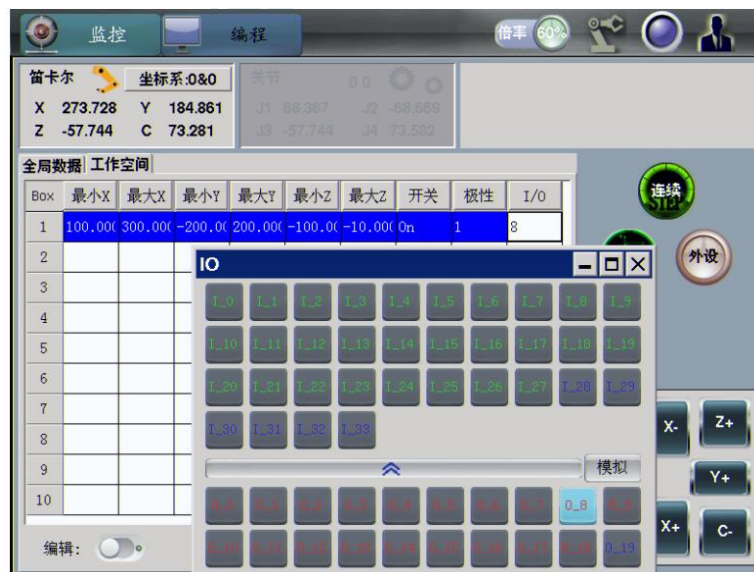 监控 编程 倍率 60%
笛卡尔 坐标系:0&0 关节 0 0
X 273.728 Y 184.861 J1 68.367 J2 -68.669
Z -57.744 C 73.281 J3 -57.744 J4 73.582
全局数据 工作空间
Box 最小X 最大X 最小Y 最大Y 最小Z 最大Z 开关 极性 I/O
1 100.000 300.000 -200.00 200.000 -100.00 -10.000 On 1 8
连续
STEP
外设
2
3
4
5
6
7
8
9
10
IO
I_0 I_1 I_2 I_3 I_4 I_5 I_6 I_7 I_8 I_9
I_10 I_11 I_12 I_13 I_14 I_15 I_16 I_17 I_18 I_19
I_20 I_21 I_22 I_23 I_24 I_25 I_26 I_27 I_28 I_29
I_30 I_31 I_32 I_33
模拟
O_8
O_19
X- Z+
Y+
X+ C-
编辑: